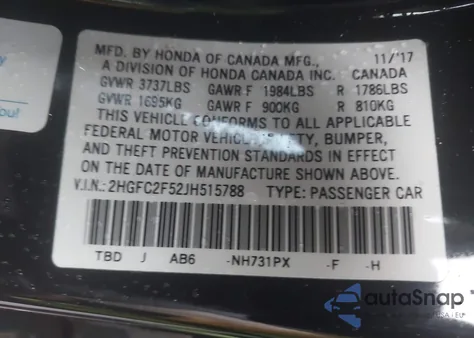 MFD. BY HONDA OF CANADA MFG., 11/'17
A DIVISION OF HONDA CANADA INC. CANADA
GVWR 3737LBS GAWR F 1984LBS R 1786LBS
GVWR 1695KG GAWR F 900KG R 810KG
THIS VEHICLE CONFORMS TO ALL APPLICABLE
FEDERAL MOTOR VEHICLE SAFETY, BUMPER,
AND THEFT PREVENTION STANDARDS IN EFFECT
ON THE DATE OF MANUFACTURE SHOWN ABOVE.
V.I.N.: 2HGFC2F52JH515788 TYPE: PASSENGER CAR
TBD J AB6 -NH731PX -F -H
autoSnap